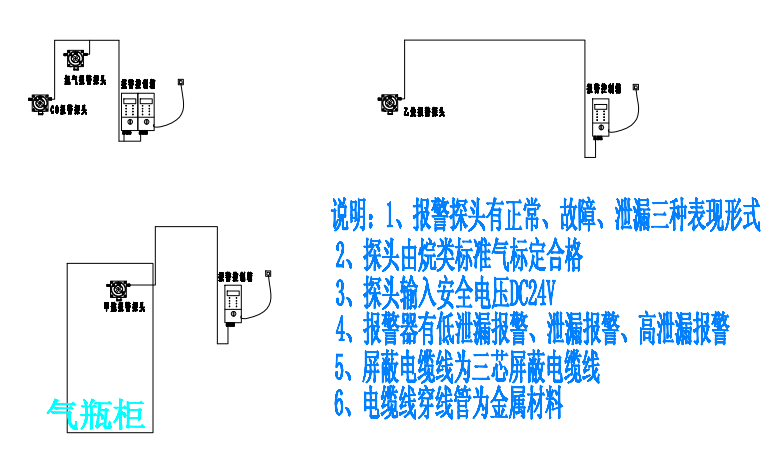 氢气报警探头
报警控制箱
CO报警探头
报警控制箱
乙炔报警探头
说明：1、报警探头有正常、故障、泄漏三种表现形式
2、探头由烷类标准气标定合格
3、探头输入安全电压DC24V
4、报警器有低泄漏报警、泄漏报警、高泄漏报警
5、屏蔽电缆线为三芯屏蔽电缆线
6、电缆线穿线管为金属材料
报警控制箱
甲烷报警探头
气瓶柜